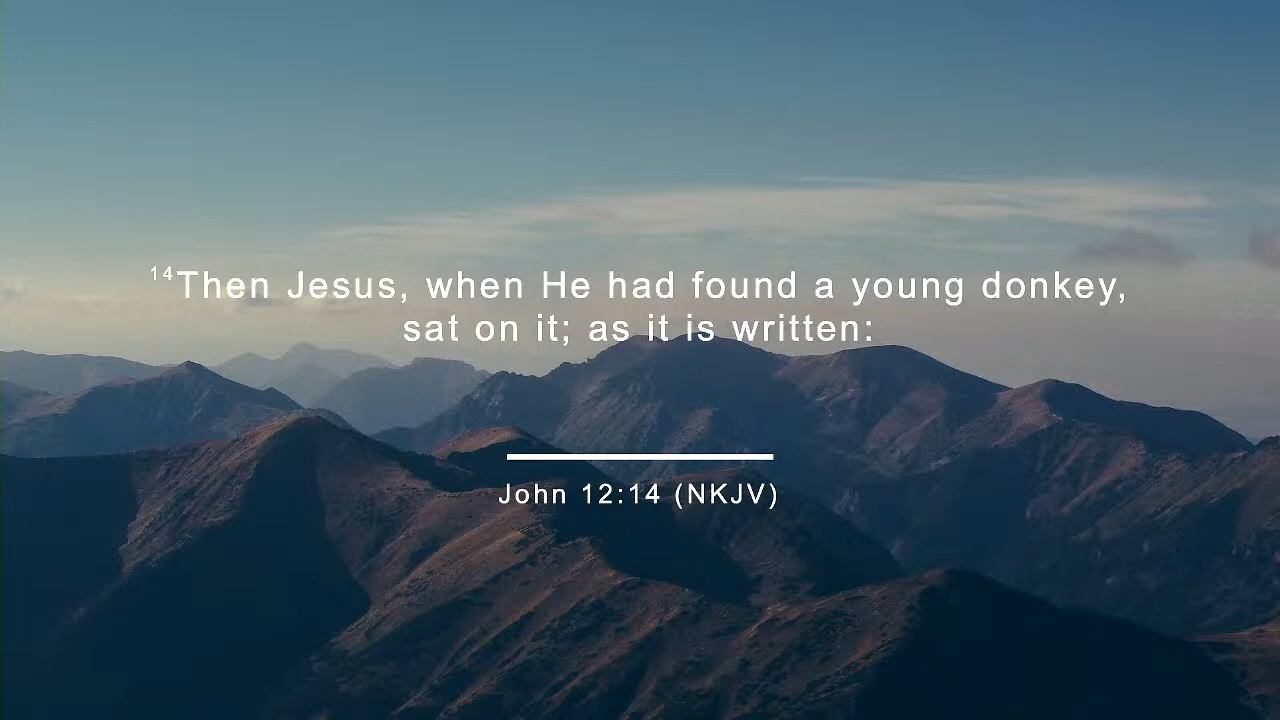 14Then Jesus, when He had found a young donkey,
sat on it; as it is written:
John 12:14 (NKJV)